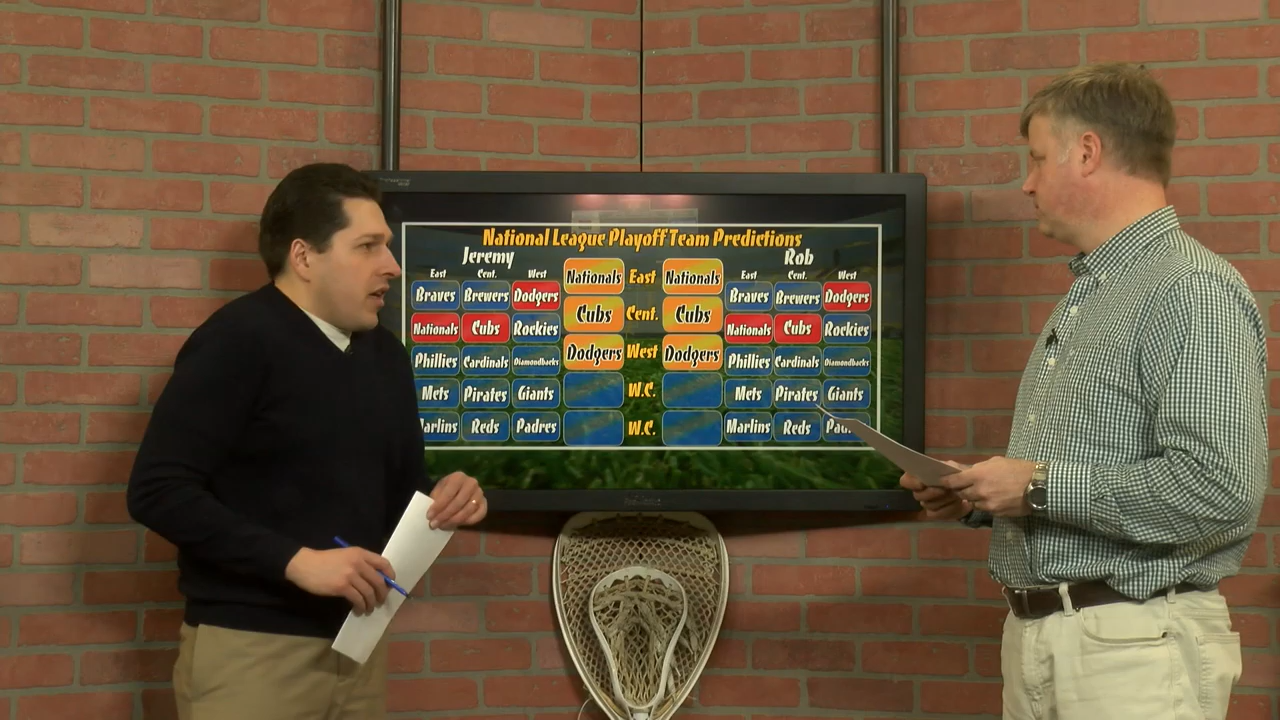 National League Playoff Team Predictions
Jeremy Rob
East Cent. West Nationals East Nationals East Cent. West
Braves Brewers Dodgers Cubs Cent. Cubs Braves Brewers Dodgers
Nationals Cubs Rockies Nationals Cubs Rockies
Phillies Cardinals Diamondbacks Dodgers West Dodgers Phillies Cardinals Diamondbacks
Mets Pirates Giants W.C. Mets Pirates Giants
Marlins Reds Padres W.C. Marlins Reds